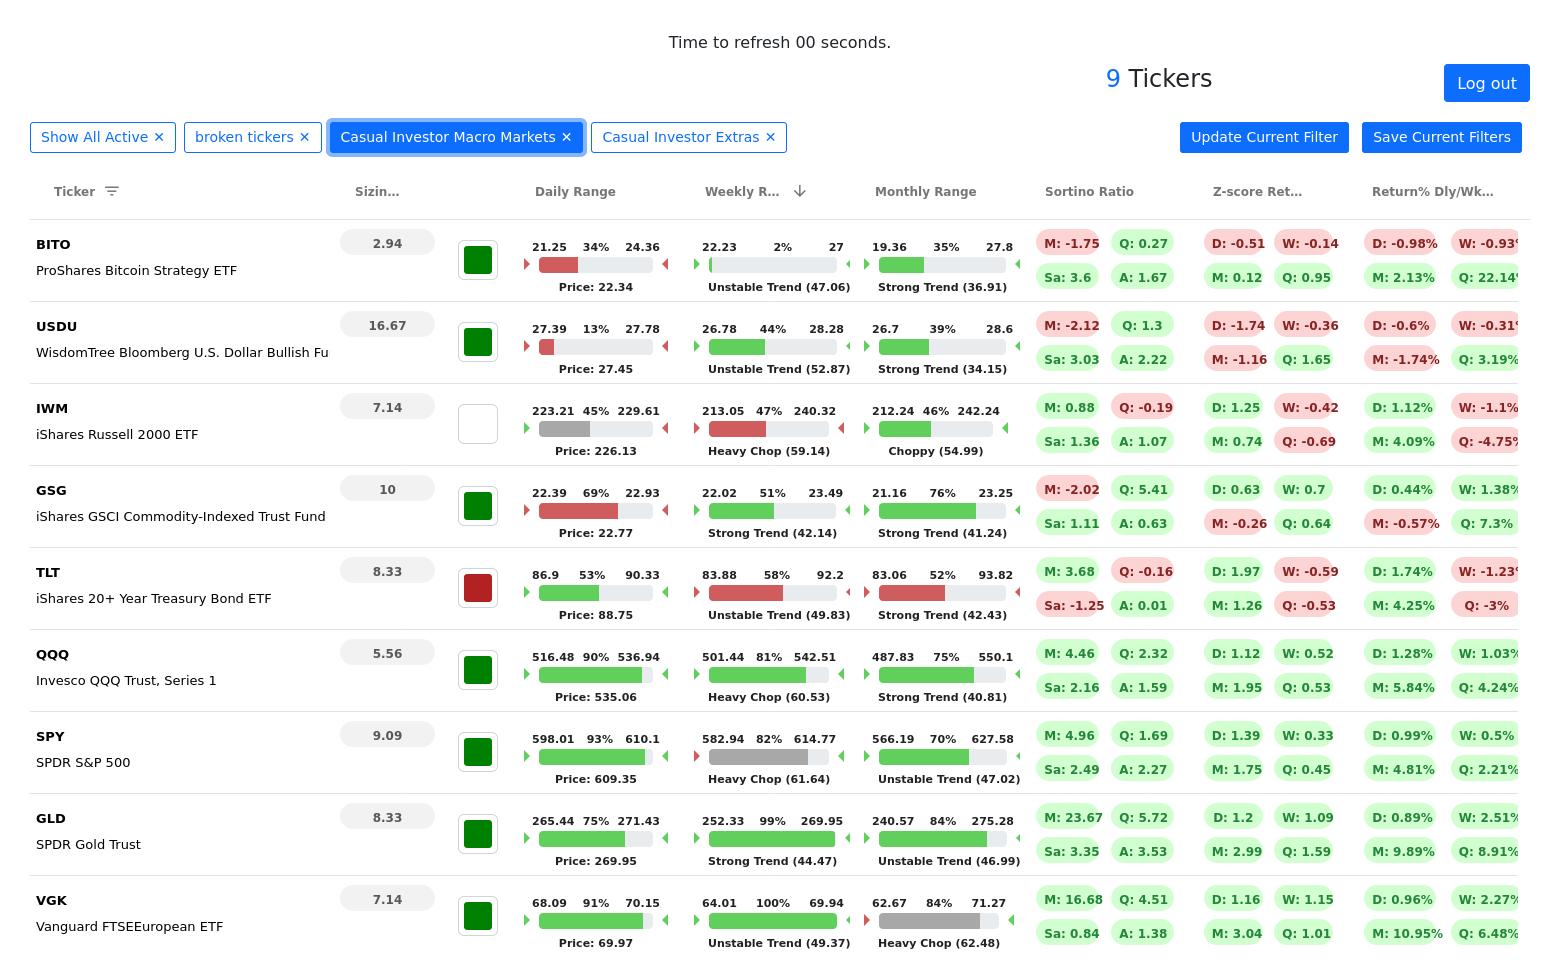 Time to refresh 00 seconds.
9 Tickers
Log out
Show All Active ✕ broken tickers ✕ Casual Investor Macro Markets ✕ Casual Investor Extras ✕ Update Current Filter Save Current Filters
Ticker Sizin... Daily Range Weekly R... Monthly Range Sortino Ratio Z-score Ret... Return% Dly/Wk...
BITO 2.94 21.25 34% 24.36 22.23 2% 27 19.36 35% 27.8 M: -1.75 Q: 0.27 D: -0.51 W: -0.14 D: -0.98% W: -0.93%
ProShares Bitcoin Strategy ETF Price: 22.34 Unstable Trend (47.06) Strong Trend (36.91) Sa: 3.6 A: 1.67 M: 0.12 Q: 0.95 M: 2.13% Q: 22.14%
USDU 16.67 27.39 13% 27.78 26.78 44% 28.28 26.7 39% 28.6 M: -2.12 Q: 1.3 D: -1.74 W: -0.36 D: -0.6% W: -0.31%
WisdomTree Bloomberg U.S. Dollar Bullish Fu Price: 27.45 Unstable Trend (52.87) Strong Trend (34.15) Sa: 3.03 A: 2.22 M: -1.16 Q: 1.65 M: -1.74% Q: 3.19%
IWM 7.14 223.21 45% 229.61 213.05 47% 240.32 212.24 46% 242.24 M: 0.88 Q: -0.19 D: 1.25 W: -0.42 D: 1.12% W: -1.1%
iShares Russell 2000 ETF Price: 226.13 Heavy Chop (59.14) Choppy (54.99) Sa: 1.36 A: 1.07 M: 0.74 Q: -0.69 M: 4.09% Q: -4.75%
GSG 10 22.39 69% 22.93 22.02 51% 23.49 21.16 76% 23.25 M: -2.02 Q: 5.41 D: 0.63 W: 0.7 D: 0.44% W: 1.38%
iShares GSCI Commodity-Indexed Trust Fund Price: 22.77 Strong Trend (42.14) Strong Trend (41.24) Sa: 1.11 A: 0.63 M: -0.26 Q: 0.64 M: -0.57% Q: 7.3%
TLT 8.33 86.9 53% 90.33 83.88 58% 92.2 83.06 52% 93.82 M: 3.68 Q: -0.16 D: 1.97 W: -0.59 D: 1.74% W: -1.23%
iShares 20+ Year Treasury Bond ETF Price: 88.75 Unstable Trend (49.83) Strong Trend (42.43) Sa: -1.25 A: 0.01 M: 1.26 Q: -0.53 M: 4.25% Q: -3%
QQQ 5.56 516.48 90% 536.94 501.44 81% 542.51 487.83 75% 550.1 M: 4.46 Q: 2.32 D: 1.12 W: 0.52 D: 1.28% W: 1.03%
Invesco QQQ Trust, Series 1 Price: 535.06 Heavy Chop (60.53) Strong Trend (40.81) Sa: 2.16 A: 1.59 M: 1.95 Q: 0.53 M: 5.84% Q: 4.24%
SPY 9.09 598.01 93% 610.1 582.94 82% 614.77 566.19 70% 627.58 M: 4.96 Q: 1.69 D: 1.39 W: 0.33 D: 0.99% W: 0.5%
SPDR S&P 500 Price: 609.35 Heavy Chop (61.64) Unstable Trend (47.02) Sa: 2.49 A: 2.27 M: 1.75 Q: 0.45 M: 4.81% Q: 2.21%
GLD 8.33 265.44 75% 271.43 252.33 99% 269.95 240.57 84% 275.28 M: 23.67 Q: 5.72 D: 1.2 W: 1.09 D: 0.89% W: 2.51%
SPDR Gold Trust Price: 269.95 Strong Trend (44.47) Unstable Trend (46.99) Sa: 3.35 A: 3.53 M: 2.99 Q: 1.59 M: 9.89% Q: 8.91%
VGK 7.14 68.09 91% 70.15 64.01 100% 69.94 62.67 84% 71.27 M: 16.68 Q: 4.51 D: 1.16 W: 1.15 D: 0.96% W: 2.27%
Vanguard FTSEEuropean ETF Price: 69.97 Unstable Trend (49.37) Heavy Chop (62.48) Sa: 0.84 A: 1.38 M: 3.04 Q: 1.01 M: 10.95% Q: 6.48%